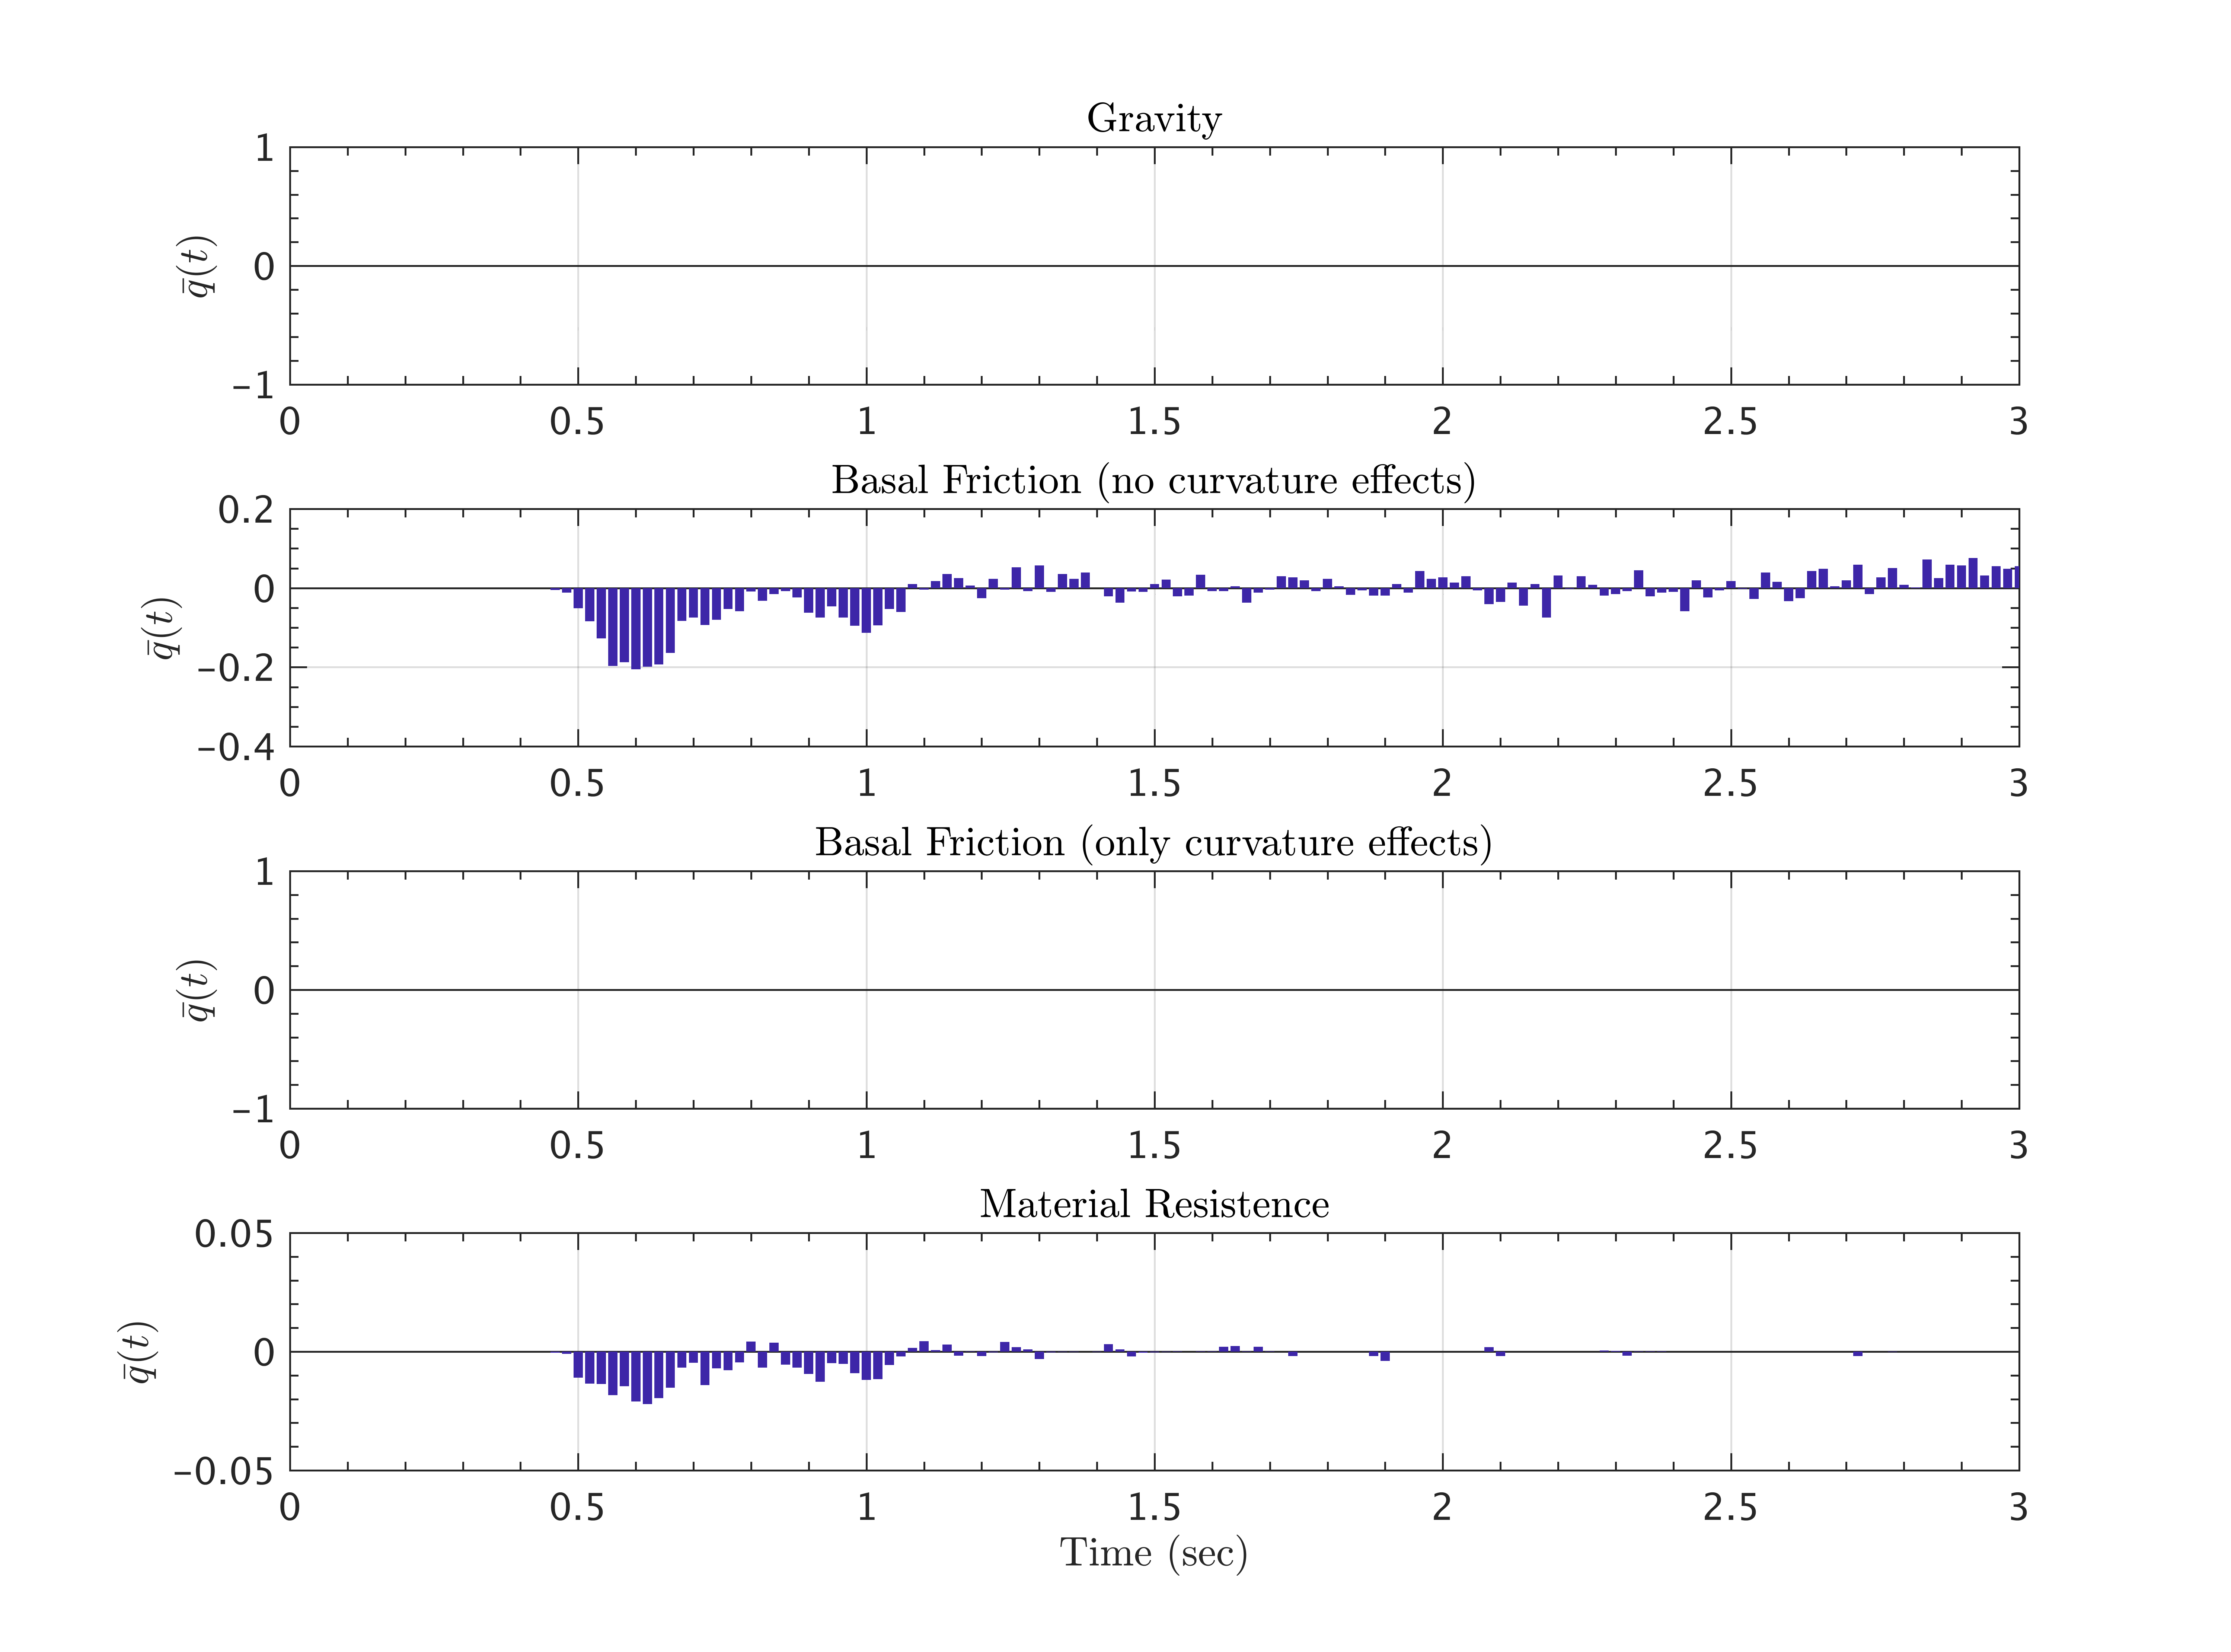 Gravity
1
0
−1
q̅(t)
0 0.5 1 1.5 2 2.5 3
Basal Friction (no curvature effects)
0.2
0
−0.2
−0.4
q̅(t)
0 0.5 1 1.5 2 2.5 3
Basal Friction (only curvature effects)
1
0
−1
q̅(t)
0 0.5 1 1.5 2 2.5 3
Material Resistence
0.05
0
−0.05
q̅(t)
0 0.5 1 1.5 2 2.5 3
Time (sec)